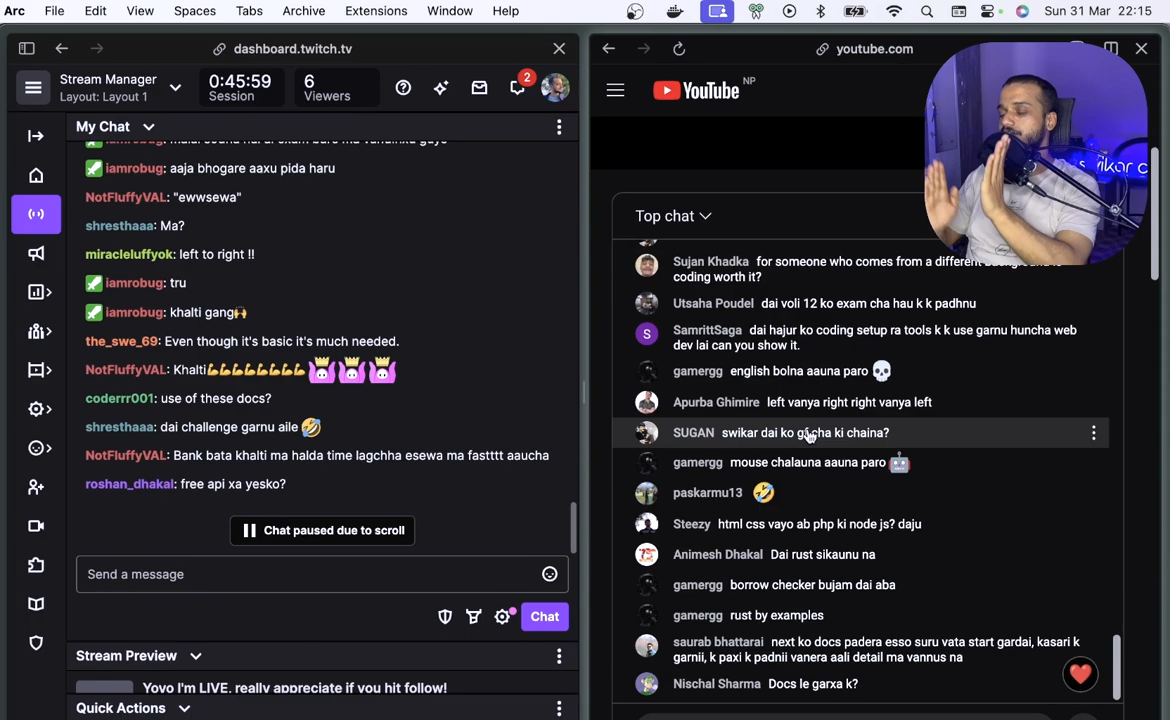 Arc File Edit View Spaces Tabs Archive Extensions Window Help Sun 31 Mar 22:15
dashboard.twitch.tv
Stream Manager
Layout: Layout 1
0:45:59
Session
6
Viewers
2
My Chat
iamrobug: aaja bhogare aaxu pida haru
NotFluffyVAL: "ewwsewa"
shresthaaa: Ma?
miracleluffyok: left to right !!
iamrobug: tru
iamrobug: khalti gang🙌
the_swe_69: Even though it's basic it's much needed.
NotFluffyVAL: Khalti💪💪💪💪💪💪💪💪
coderrr001: use of these docs?
shresthaaa: dai challenge garnu aile 🤣
NotFluffyVAL: Bank bata khalti ma halda time lagchha esewa ma fastttt aaucha
roshan_dhakal: free api xa yesko?
Chat paused due to scroll
Send a message
Chat
Stream Preview
Yovo I'M LIVE, really appreciate if you hit follow!
Quick Actions
youtube.com
YouTube NP
Top chat
Sujan Khadka for someone who comes from a different
coding worth it?
Utsaha Poudel dai voli 12 ko exam cha hau k k padhnu
SamrittSaga dai hajur ko coding setup ra tools k k use garnu huncha web
dev lai can you show it.
gamergg english bolna aauna paro 💀
Apurba Ghimire left vanya right right vanya left
SUGAN swikar dai ko chaina?
gamergg mouse chalauna aauna paro 🤖
paskarmu13 🤣
Steezy html css vayo ab php ki node js? daju
Animesh Dhakal Dai rust sikaunu na
gamergg borrow checker bujam dai aba
gamergg rust by examples
saurab bhattarai next ko docs padera esso suru vata start gardai, kasari k
garnii, k paxi k padnii vanera aali detail ma vannus na
Nischal Sharma Docs le garxa k?